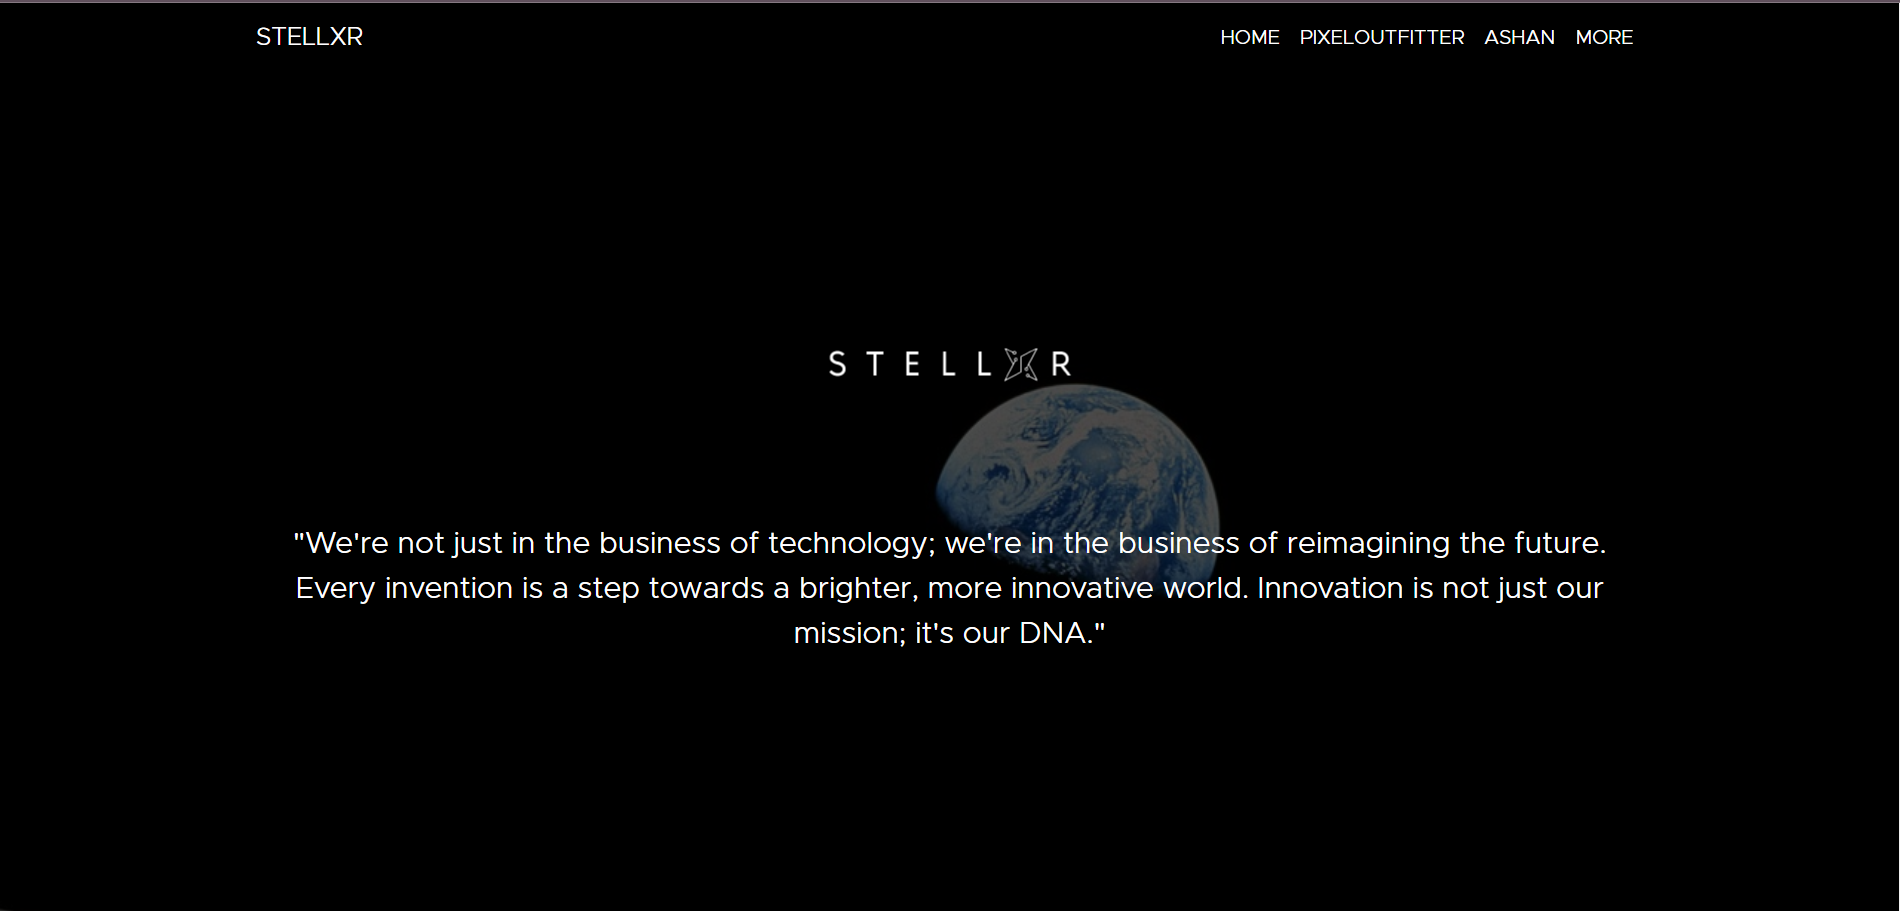 STELLXR
HOME PIXELOUTFITTER ASHAN MORE
STELLXR
"We're not just in the business of technology; we're in the business of reimagining the future.
Every invention is a step towards a brighter, more innovative world. Innovation is not just our
mission; it's our DNA."